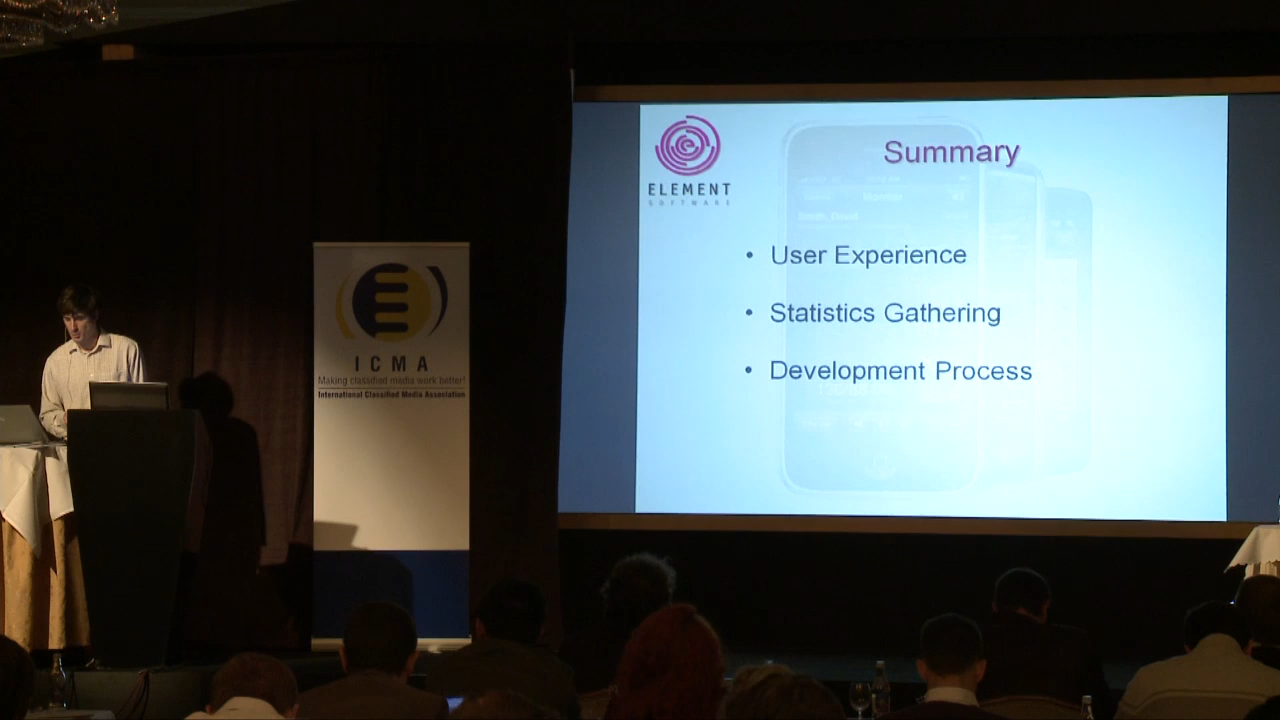 ICMA
Making classified media work better!
International Classified Media Association
ELEMENT
SOFTWARE
Summary
• User Experience
• Statistics Gathering
• Development Process